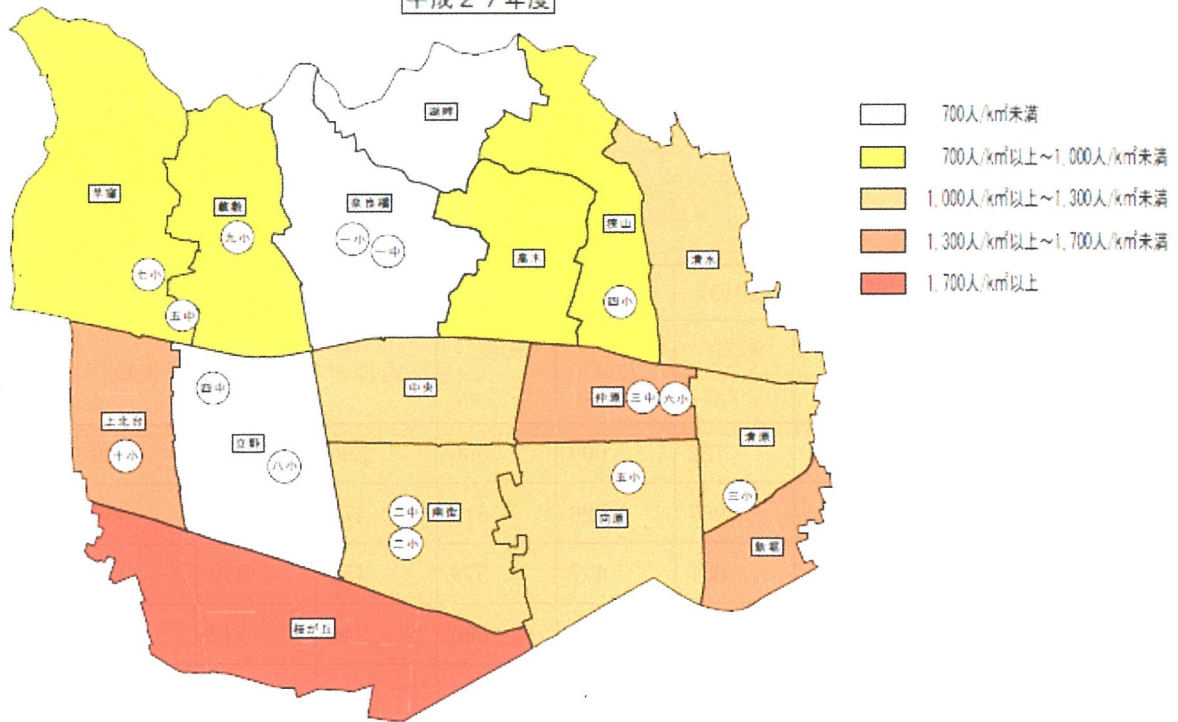 平成２７年度
湖畔
芋窪
蔵敷
奈良橋
狭山
高木
清水
九小
一小
一中
七小
四小
五中
四中
中央
仲原
三中
六小
上北台
清原
立野
十小
八小
五小
三小
二中
南街
向原
二小
新堀
桜が丘
700人/k㎡未満
700人/k㎡以上～1,000人/k㎡未満
1,000人/k㎡以上～1,300人/k㎡未満
1,300人/k㎡以上～1,700人/k㎡未満
1,700人/k㎡以上